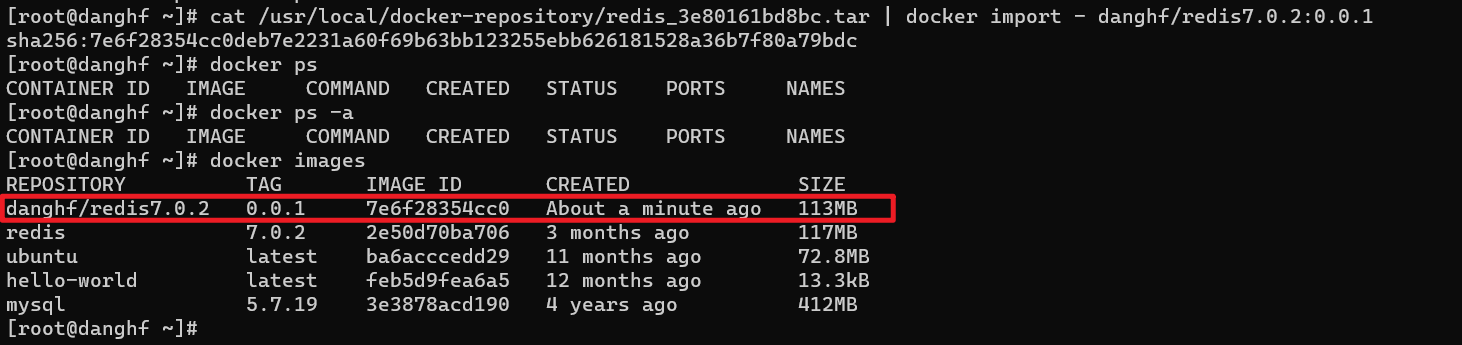 [root@danghf ~]# cat /usr/local/docker-repository/redis_3e80161bd8bc.tar | docker import - danghf/redis7.0.2:0.0.1
sha256:7e6f28354cc0deb7e2231a60f69b63bb123255ebb626181528a36b7f80a79bdc
[root@danghf ~]# docker ps
CONTAINER ID   IMAGE     COMMAND   CREATED   STATUS    PORTS     NAMES
[root@danghf ~]# docker ps -a
CONTAINER ID   IMAGE     COMMAND   CREATED   STATUS    PORTS     NAMES
[root@danghf ~]# docker images
REPOSITORY          TAG       IMAGE ID       CREATED              SIZE
danghf/redis7.0.2   0.0.1     7e6f28354cc0   About a minute ago   113MB
redis               7.0.2     2e50d70ba706   3 months ago         117MB
ubuntu              latest    ba6acccedd29   11 months ago        72.8MB
hello-world         latest    feb5d9fea6a5   12 months ago        13.3kB
mysql               5.7.19    3e3878acd190   4 years ago          412MB
[root@danghf ~]#